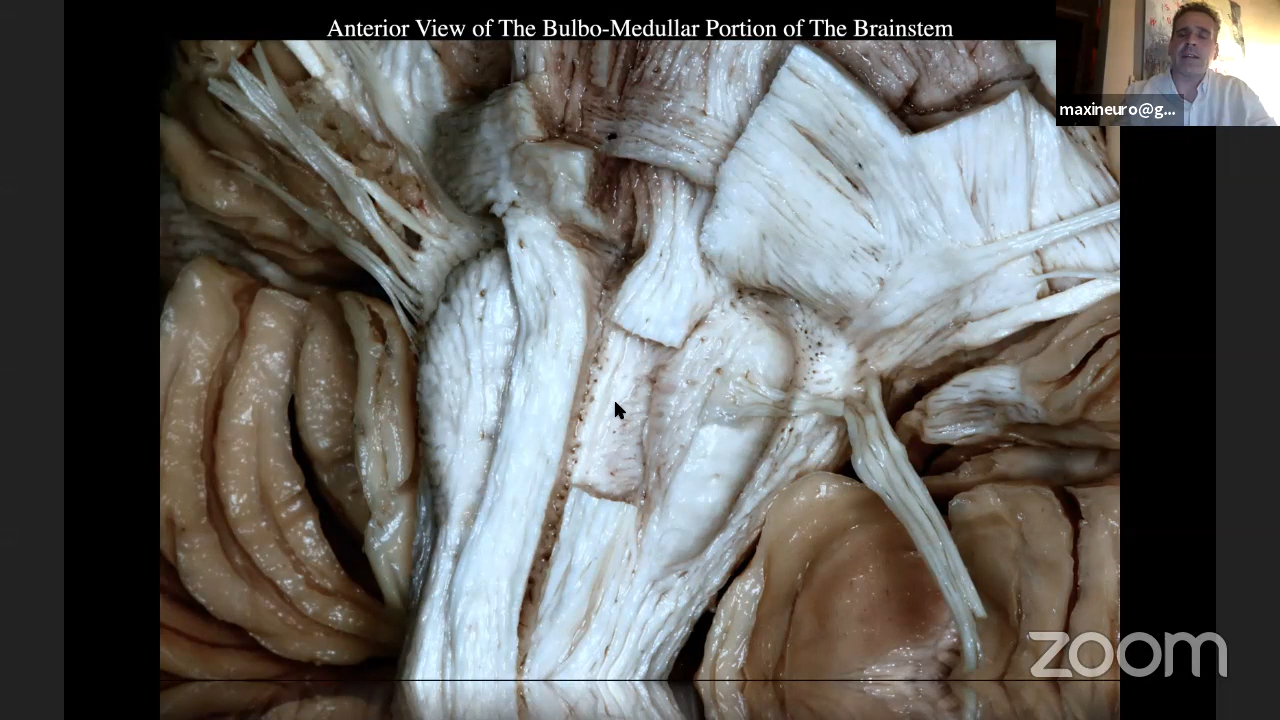 Anterior View of The Bulbo-Medullar Portion of The Brainstem
maxineuro@g...
zoom